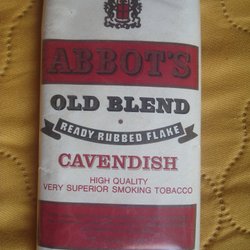 ABBOT'S
OLD BLEND
READY RUBBED FLAKE
CAVENDISH
HIGH QUALITY
VERY SUPERIOR SMOKING TOBACCO